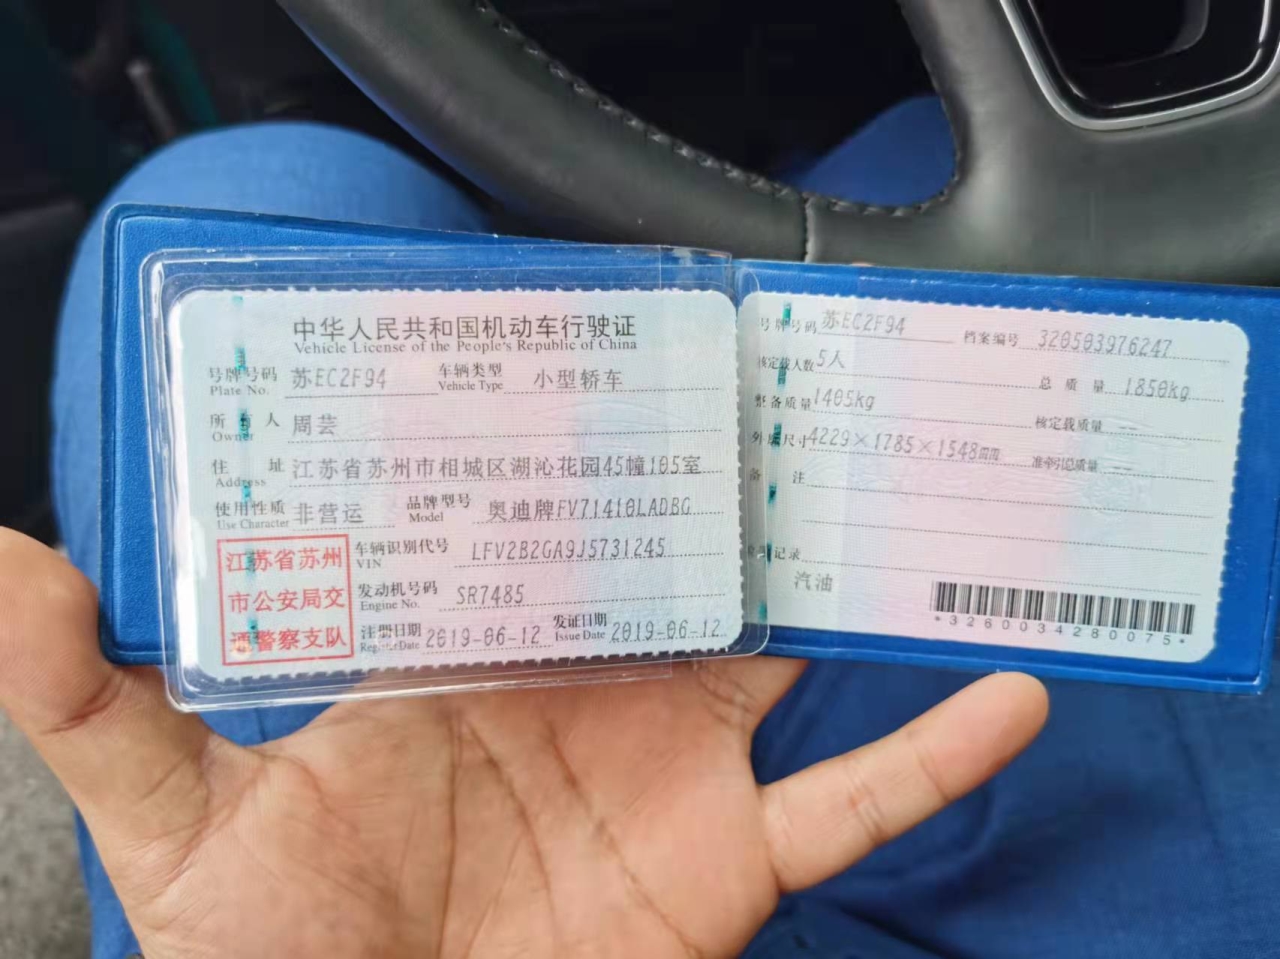 中华人民共和国机动车行驶证
Vehicle License of the People's Republic of China
号牌号码 苏EC2F94 车辆类型 小型轿车
Plate No. Vehicle Type
所有人 周芸
Owner
住址 江苏省苏州市相城区湖沁花园45幢105室
Address
使用性质 非营运 品牌型号 奥迪牌FV71410LADBG
Use Character Model
江苏省苏州
市公安局交
通警察支队
车辆识别代号 LFV2B2GA9J5731245
VIN
发动机号码 SR7485
Engine No.
注册日期 2019-06-12 发证日期 2019-06-12
Register Date Issue Date
号牌号码 苏EC2F94 档案编号 320503976247
核定载人数 5人 总质量 1850kg
整备质量 1405kg 核定载质量 --
外廓尺寸 4229×1785×1548mm 准牵引总质量 --
备注
检验记录
汽油
*3260034280075*